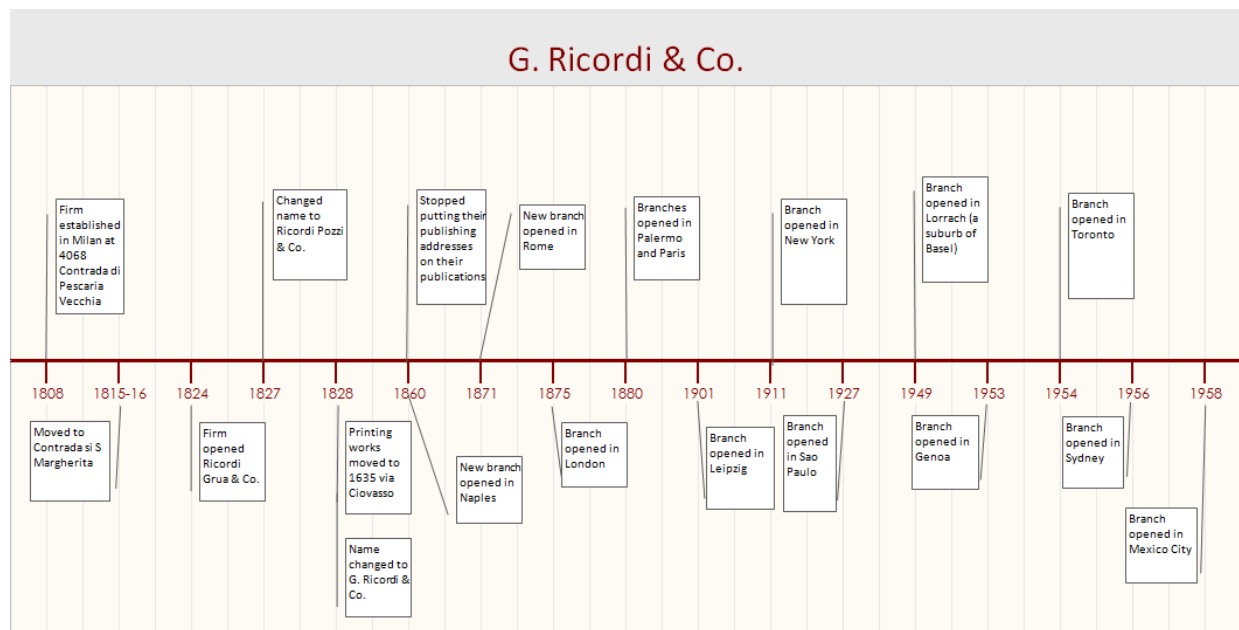 G. Ricordi & Co.
Firm
established
in Milan at
4068
Contrada di
Pescaria
Vecchia
Changed
name to
Ricordi Pozzi
& Co.
Stopped
putting their
publishing
addresses
on their
publications
New branch
opened in
Rome
Branches
opened in
Palermo
and Paris
Branch
opened in
New York
Branch
opened in
Lorrach (a
suburb of
Basel)
Branch
opened in
Toronto
1808 1815-16 1824 1827 1828 1860 1871 1875 1880 1901 1911 1927 1949 1953 1954 1956 1958
Moved to
Contrada si S
Margherita
Firm
opened
Ricordi
Grua & Co.
Printing
works
moved to
1635 via
Ciovasso
Name
changed to
G. Ricordi &
Co.
New branch
opened in
Naples
Branch
opened in
London
Branch
opened in
Leipzig
Branch
opened
in Sao
Paulo
Branch
opened in
Genoa
Branch
opened in
Sydney
Branch
opened in
Mexico City